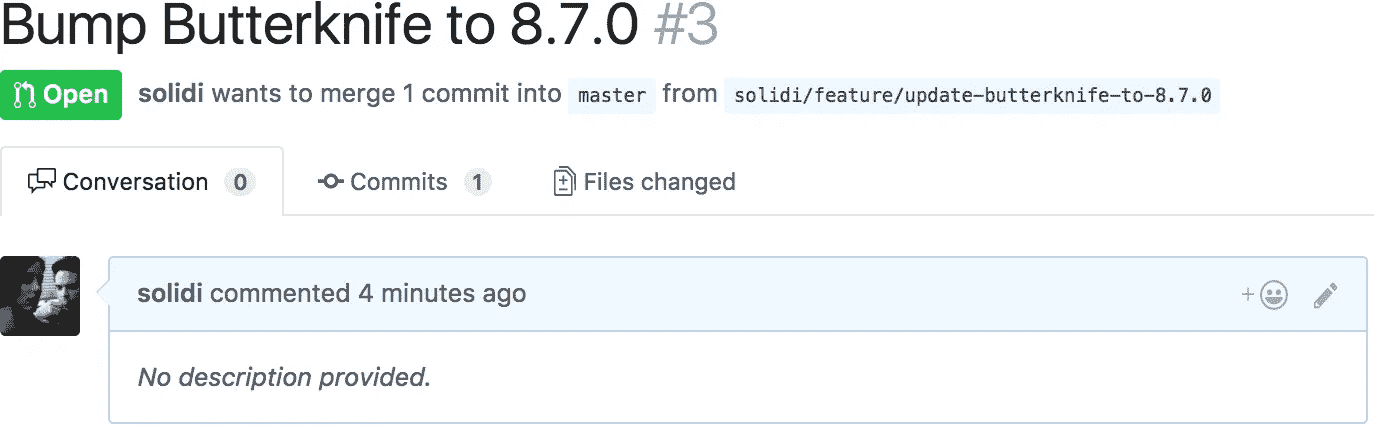 Bump Butterknife to 8.7.0 #3
Open solidi wants to merge 1 commit into master from solidi/feature/update-butterknife-to-8.7.0
Conversation 0 Commits 1 Files changed
solidi commented 4 minutes ago
No description provided.